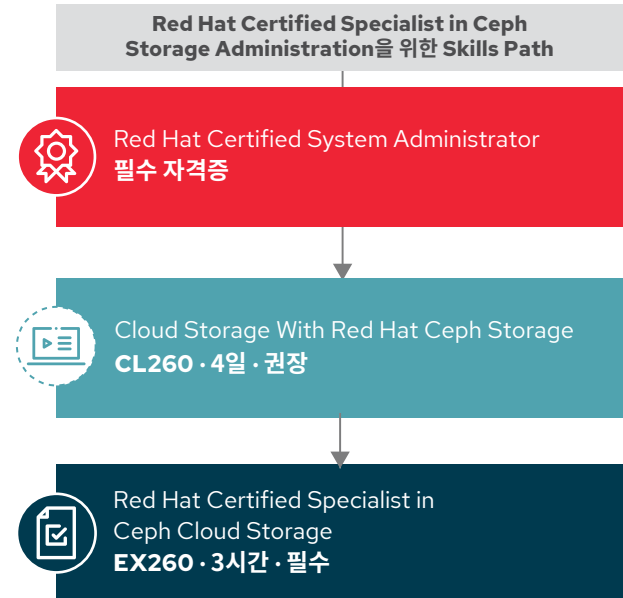 Red Hat Certified Specialist in Ceph
Storage Administration을 위한 Skills Path
Red Hat Certified System Administrator
필수 자격증
Cloud Storage With Red Hat Ceph Storage
CL260 · 4일 · 권장
Red Hat Certified Specialist in
Ceph Cloud Storage
EX260 · 3시간 · 필수